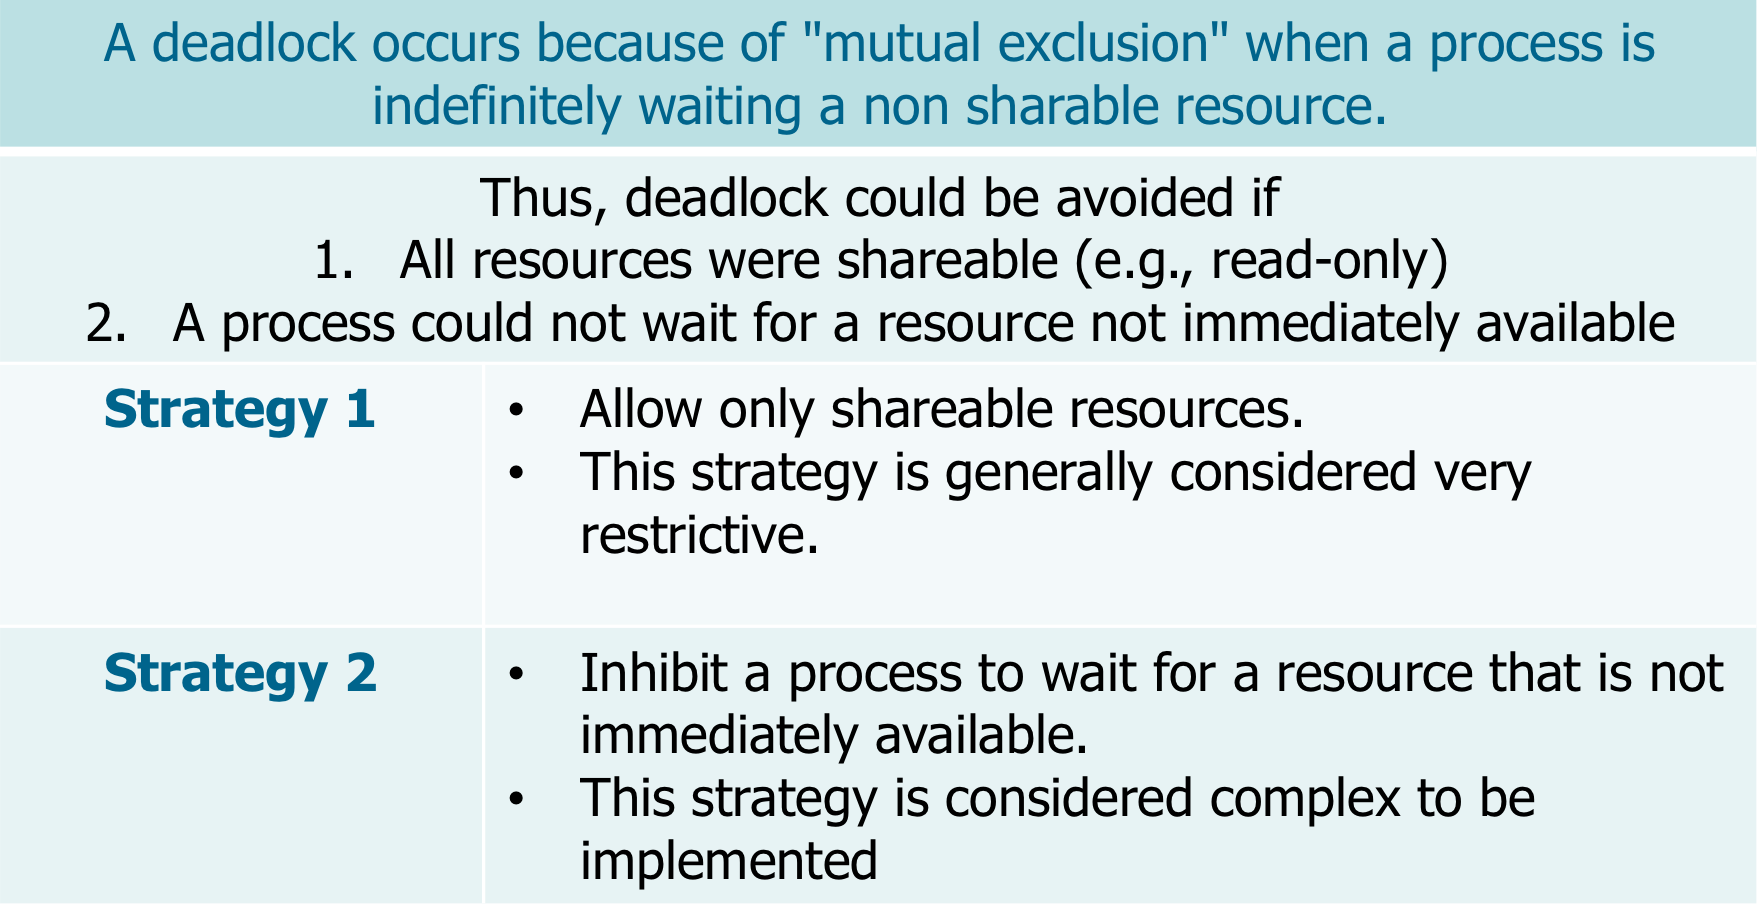 A deadlock occurs because of "mutual exclusion" when a process is
indefinitely waiting a non sharable resource.
Thus, deadlock could be avoided if
1. All resources were shareable (e.g., read-only)
2. A process could not wait for a resource not immediately available
Strategy 1
• Allow only shareable resources.
• This strategy is generally considered very
restrictive.
Strategy 2
• Inhibit a process to wait for a resource that is not
immediately available.
• This strategy is considered complex to be
implemented